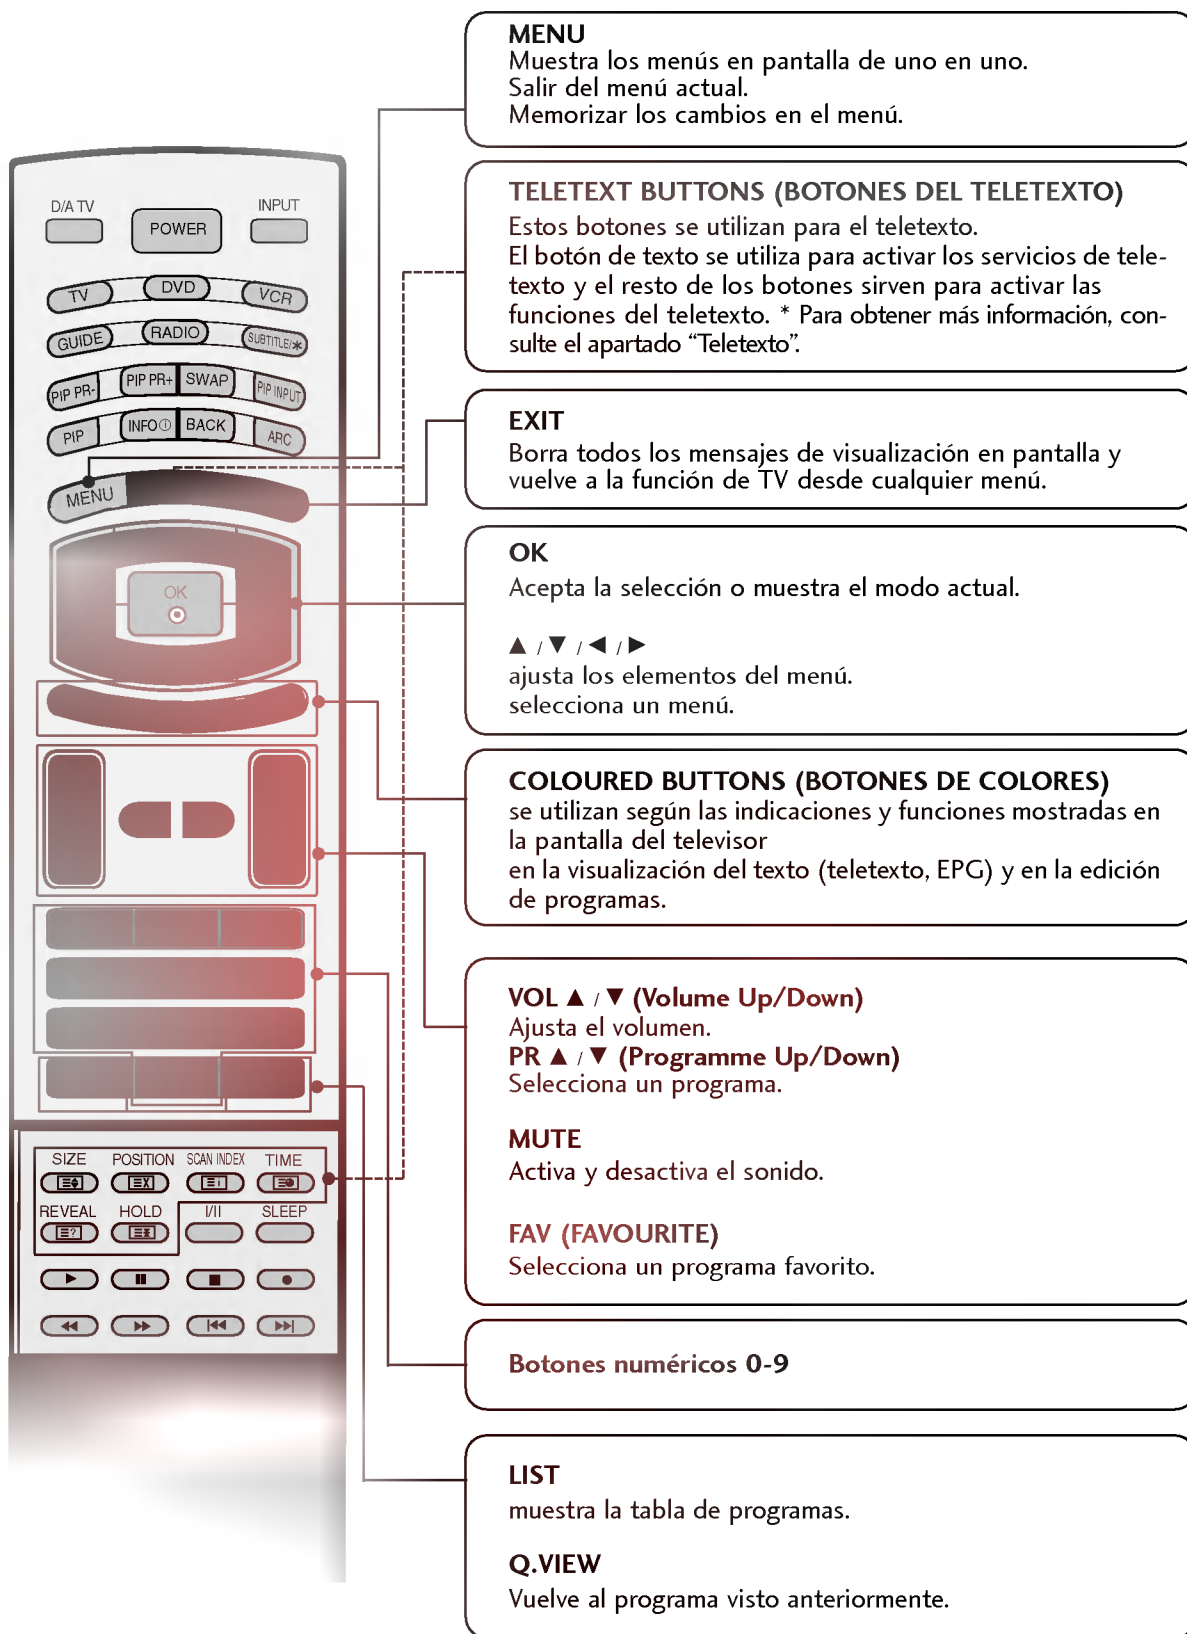 MENU
Muestra los menús en pantalla de uno en uno.
Salir del menú actual.
Memorizar los cambios en el menú.
TELETEXT BUTTONS (BOTONES DEL TELETEXTO)
Estos botones se utilizan para el teletexto.
El botón de texto se utiliza para activar los servicios de tele-
texto y el resto de los botones sirven para activar las
funciones del teletexto. * Para obtener más información, con-
sulte el apartado “Teletexto”.
EXIT
Borra todos los mensajes de visualización en pantalla y
vuelve a la función de TV desde cualquier menú.
OK
Acepta la selección o muestra el modo actual.
▲ / ▼ / ◀ / ▶
ajusta los elementos del menú.
selecciona un menú.
COLOURED BUTTONS (BOTONES DE COLORES)
se utilizan según las indicaciones y funciones mostradas en
la pantalla del televisor
en la visualización del texto (teletexto, EPG) y en la edición
de programas.
VOL ▲ / ▼ (Volume Up/Down)
Ajusta el volumen.
PR ▲ / ▼ (Programme Up/Down)
Selecciona un programa.
MUTE
Activa y desactiva el sonido.
FAV (FAVOURITE)
Selecciona un programa favorito.
Botones numéricos 0-9
LIST
muestra la tabla de programas.
Q.VIEW
Vuelve al programa visto anteriormente.
D/A TV
POWER
INPUT
TV
DVD
VCR
GUIDE
RADIO
SUBTITLE/*
PIP PR-
PIP PR+
SWAP
PIP INPUT
PIP
INFO ⓘ
BACK
ARC
MENU
OK
SIZE
POSITION
SCAN INDEX
TIME
REVEAL
HOLD
I/II
SLEEP